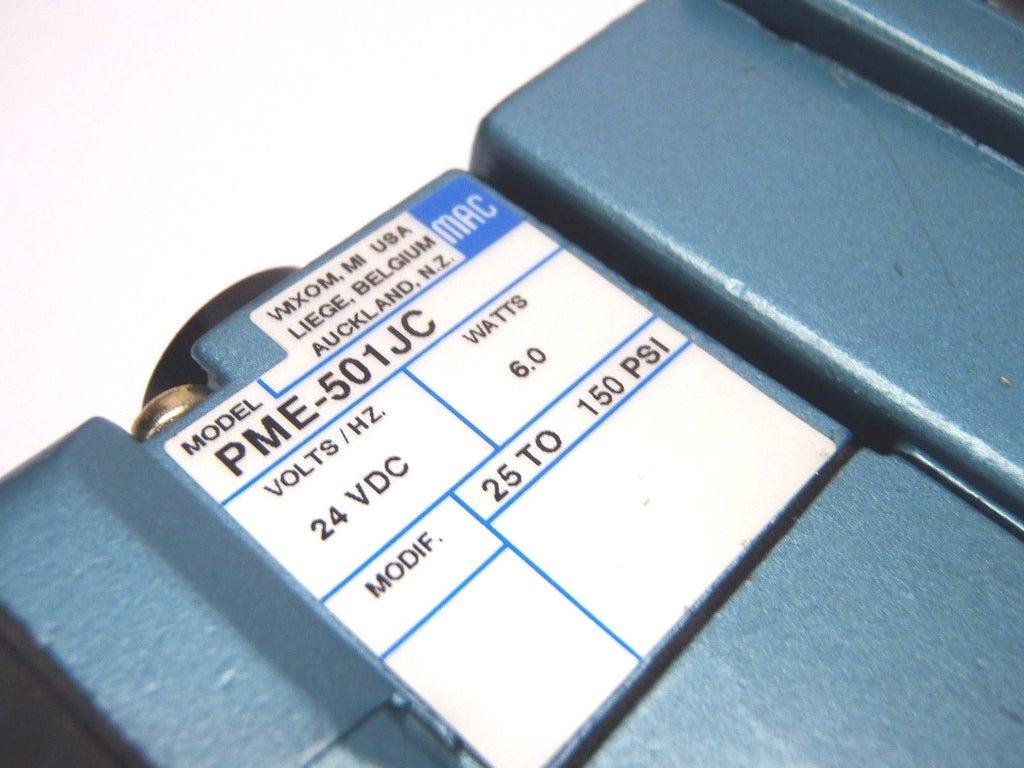 MAC
WIXOM, MI USA
LIEGE, BELGIUM
AUCKLAND, N.Z.
MODEL
PME-501JC
VOLTS / HZ.
WATTS
24 VDC
6.0
MODIF.
25 TO 150 PSI